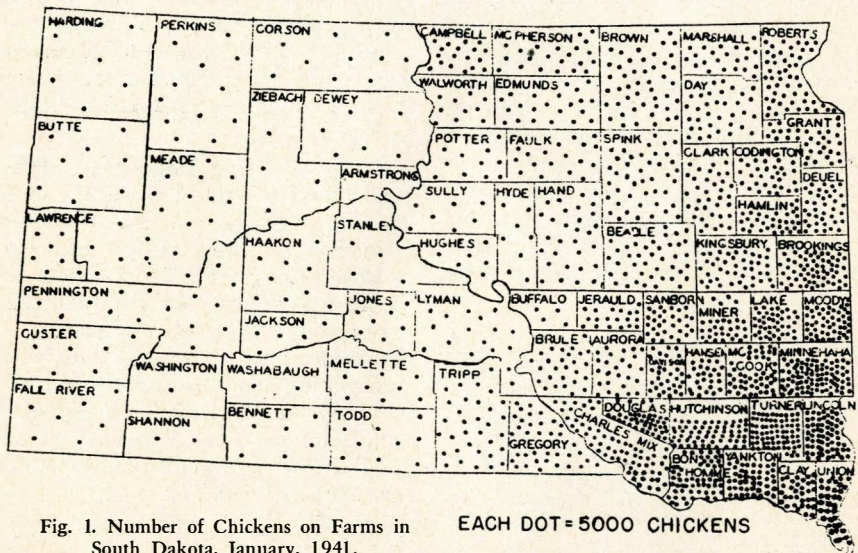 HARDING PERKINS CORSON CAMPBELL MC PHERSON BROWN MARSHALL ROBERTS
WALWORTH EDMUNDS DAY
ZIEBACH DEWEY
BUTTE POTTER FAULK SPINK GRANT
MEADE CLARK CODINGTON
ARMSTRONG DEUEL
SULLY HYDE HAND HAMLIN
LAWRENCE STANLEY
HAAKON HUGHES BEADLE KINGSBURY BROOKINGS
PENNINGTON JONES LYMAN BUFFALO JERAULD SANBORN MINER LAKE MOODY
JACKSON
CUSTER BRULE AURORA DAVISON HANSEN MC COOK MINNEHAHA
WASHINGTON WASHABAUGH MELLETTE TRIPP
FALL RIVER
SHANNON BENNETT TODD GREGORY CHARLES MIX DOUGLAS HUTCHINSON TURNER LINCOLN
BON HOMME YANKTON CLAY UNION
Fig. 1. Number of Chickens on Farms in
South Dakota, January, 1941.
EACH DOT = 5000 CHICKENS